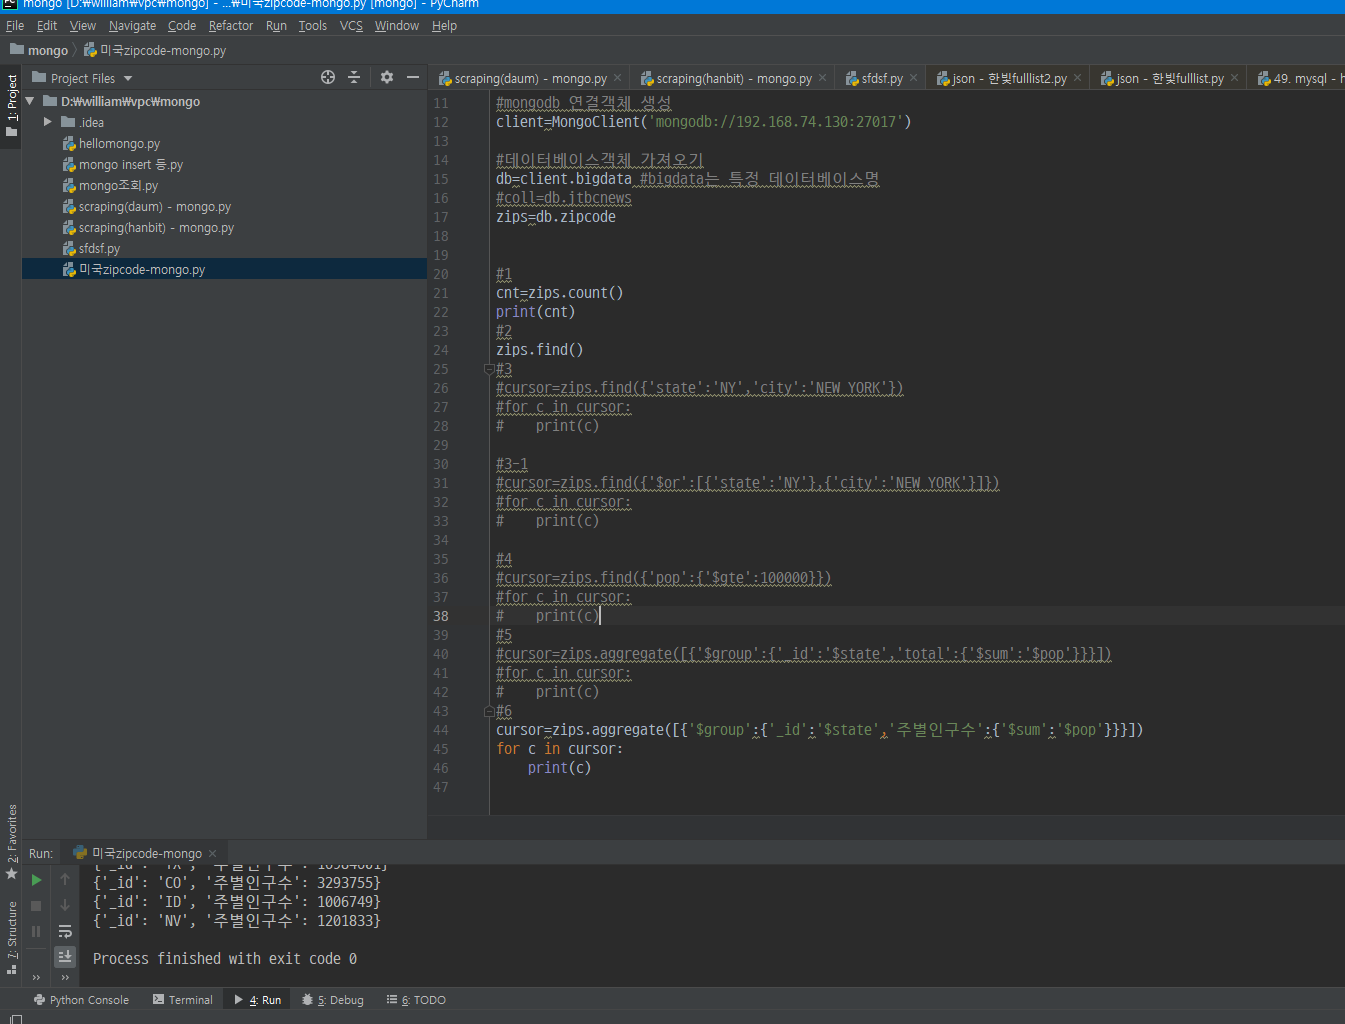 mongo [D:￦william￦vpc￦mongo] - ...￦미국zipcode-mongo.py [mongo] - PyCharm
File Edit View Navigate Code Refactor Run Tools VCS Window Help
mongo 미국zipcode-mongo.py
1: Project
Project Files
scraping(daum) - mongo.py scraping(hanbit) - mongo.py sfdsf.py json - 한빛fulllist2.py json - 한빛fulllist.py 49. mysql - h
D:￦william￦vpc￦mongo
.idea
hellomongo.py
mongo insert 등.py
mongo조회.py
scraping(daum) - mongo.py
scraping(hanbit) - mongo.py
sfdsf.py
미국zipcode-mongo.py
11 #mongodb 연결객체 생성
12 client=MongoClient('mongodb://192.168.74.130:27017')
13
14 #데이터베이스객체 가져오기
15 db=client.bigdata #bigdata는 특정 데이터베이스명
16 #coll=db.jtbcnews
17 zips=db.zipcode
18
19
20 #1
21 cnt=zips.count()
22 print(cnt)
23 #2
24 zips.find()
25 #3
26 #cursor=zips.find({'state':'NY','city':'NEW YORK'})
27 #for c in cursor:
28 #    print(c)
29
30 #3-1
31 #cursor=zips.find({'$or':[{'state':'NY'},{'city':'NEW YORK'}]})
32 #for c in cursor:
33 #    print(c)
34
35 #4
36 #cursor=zips.find({'pop':{'$gte':100000}})
37 #for c in cursor:
38 #    print(c)
39 #5
40 #cursor=zips.aggregate([{'$group':{'_id':'$state','total':{'$sum':'$pop'}}}])
41 #for c in cursor:
42 #    print(c)
43 #6
44 cursor=zips.aggregate([{'$group':{'_id':'$state','주별인구수':{'$sum':'$pop'}}}])
45 for c in cursor:
46     print(c)
47
2: Favorites
7: Structure
Run: 미국zipcode-mongo
{'_id': 'CO', '주별인구수': 3293755}
{'_id': 'ID', '주별인구수': 1006749}
{'_id': 'NV', '주별인구수': 1201833}
Process finished with exit code 0
Python Console Terminal 4: Run 5: Debug 6: TODO